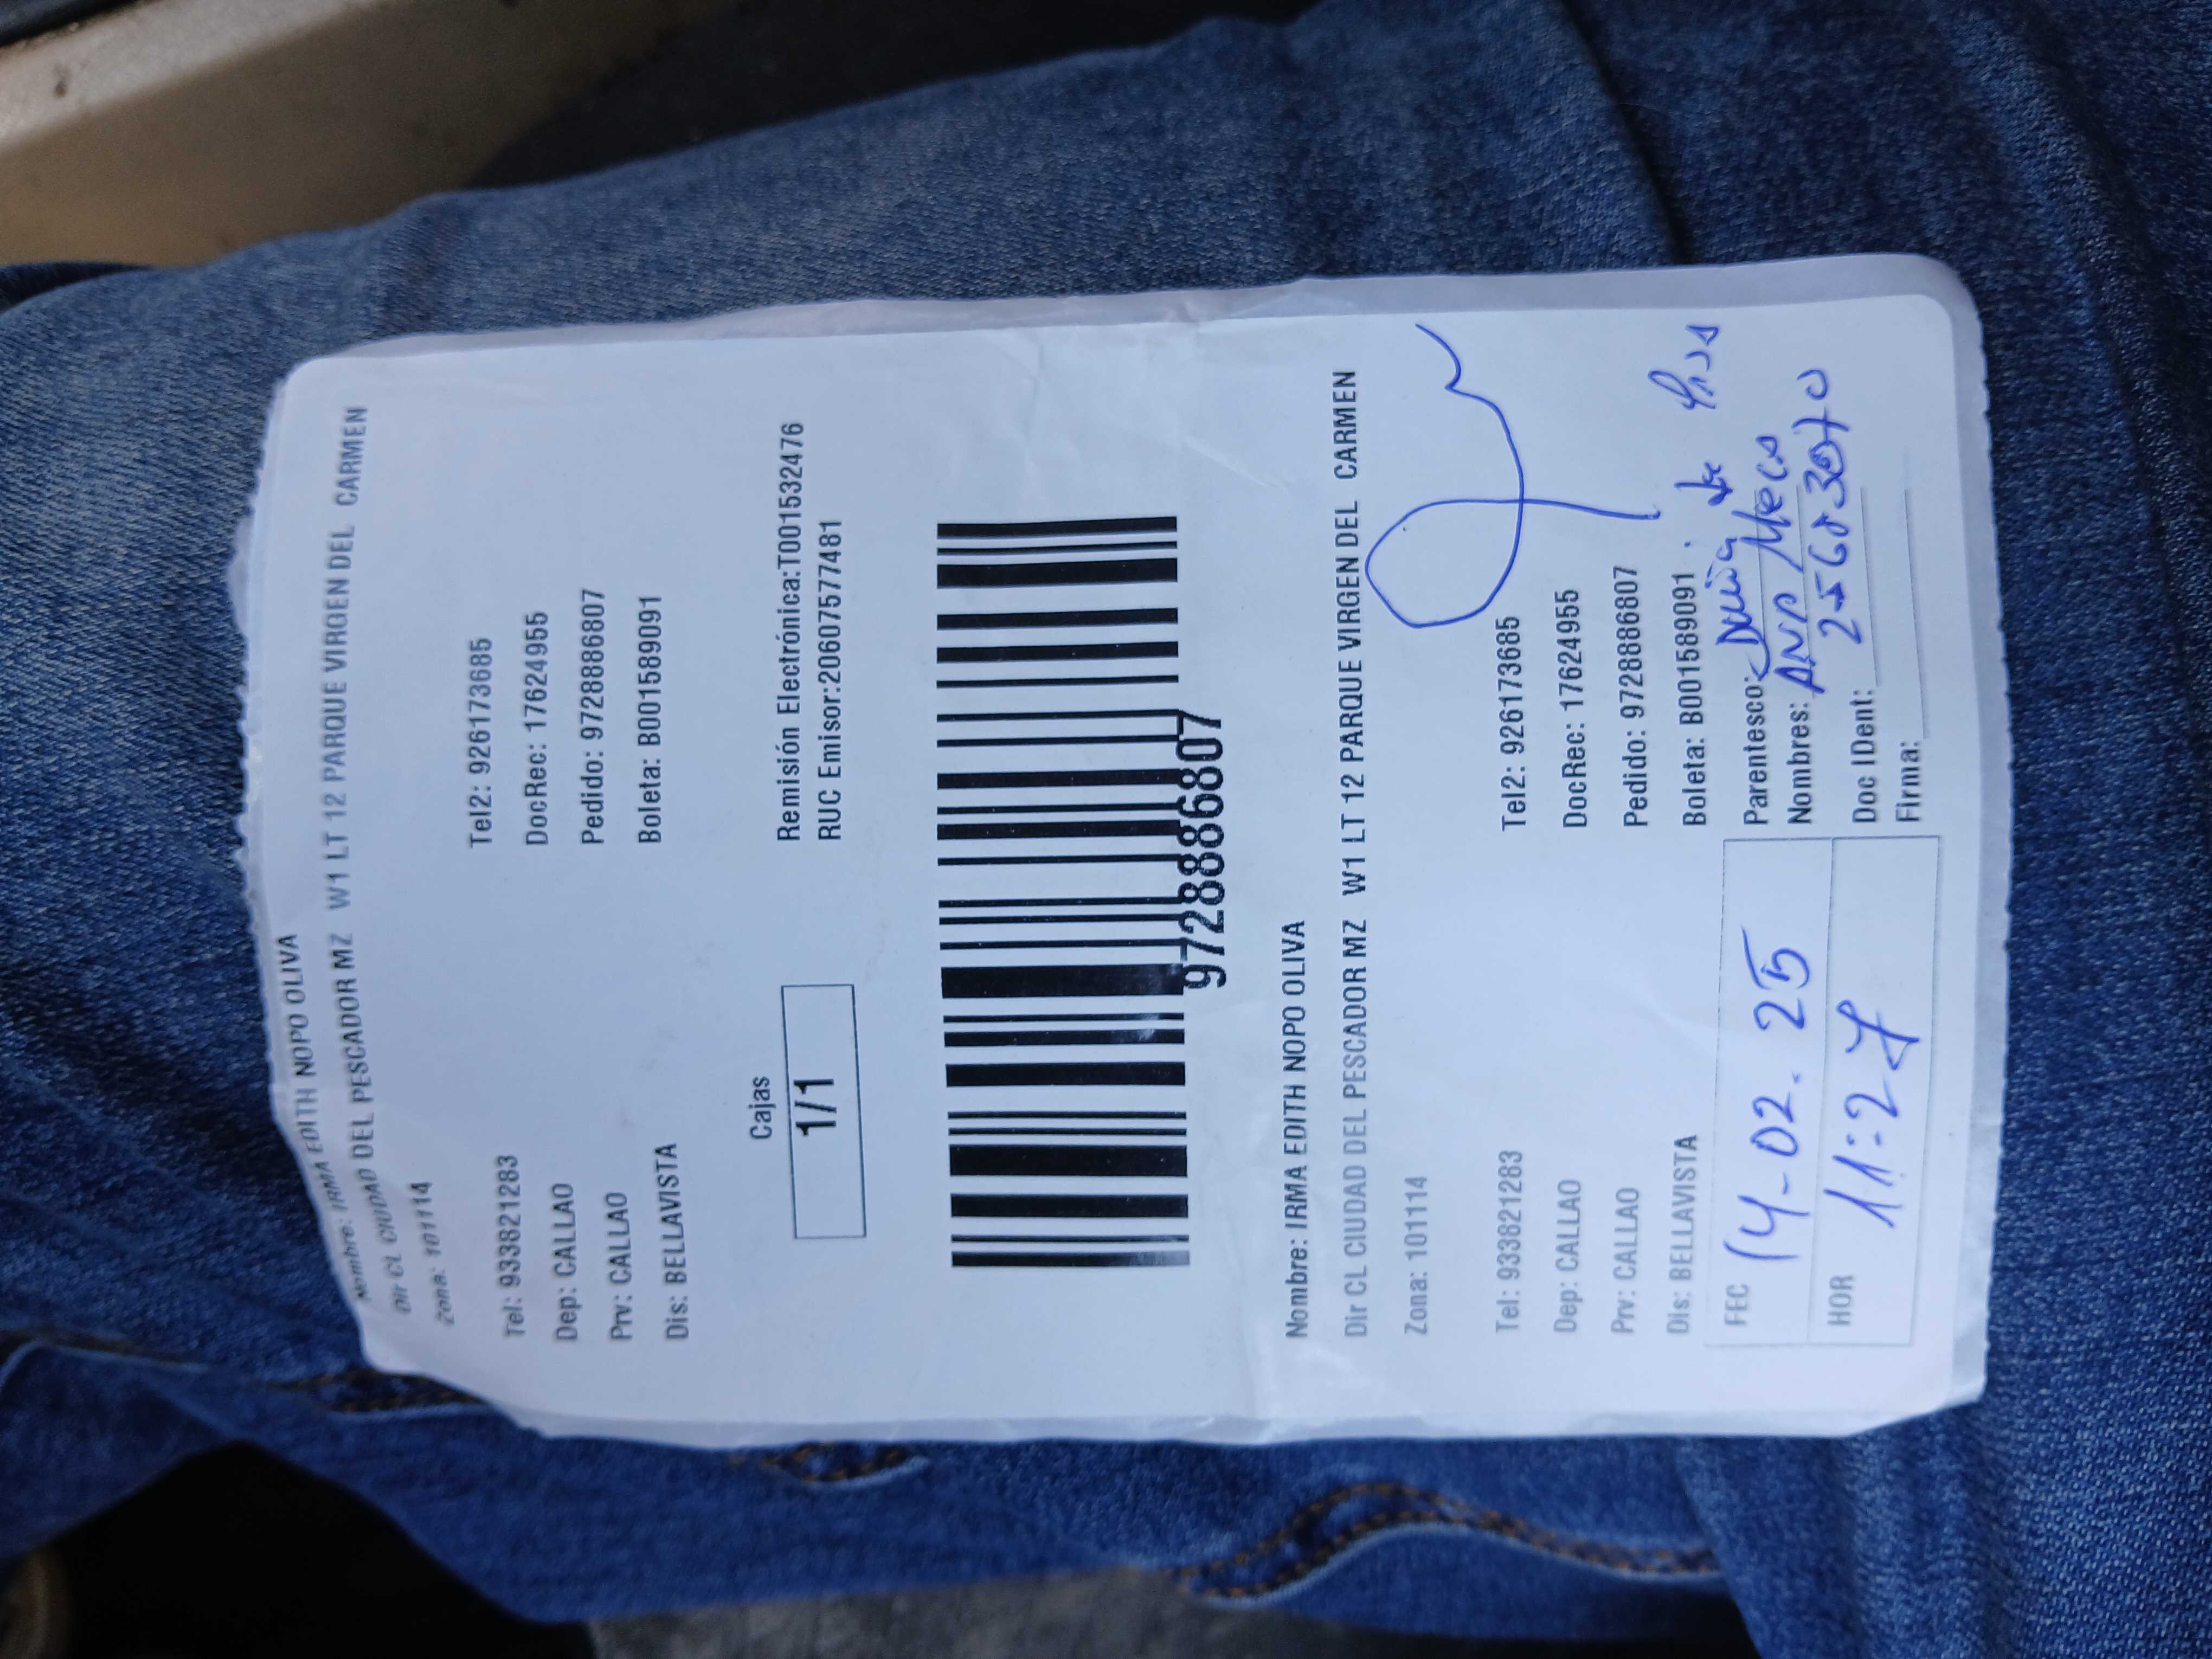 Nombre: IRMA EDITH NOPO OLIVA
Dir CL CIUDAD DEL PESCADOR MZ W1 LT 12 PARQUE VIRGEN DEL CARMEN
Zona: 101114
Tel: 933821283 Tel2: 926173685
Dep: CALLAO DocRec: 17624955
Prv: CALLAO Pedido: 9728886807
Dis: BELLAVISTA Boleta: B001589091
Cajas
1/1
Remisión Electrónica:T001532476
RUC Emisor:20607577481
9728886807
Nombre: IRMA EDITH NOPO OLIVA
Dir CL CIUDAD DEL PESCADOR MZ W1 LT 12 PARQUE VIRGEN DEL CARMEN
Zona: 101114
Tel: 933821283 Tel2: 926173685
Dep: CALLAO DocRec: 17624955
Prv: CALLAO Pedido: 9728886807
Dis: BELLAVISTA Boleta: B001589091
FEC 14-02.25 Parentesco:
HOR 11:27 Nombres: ANA
Doc IDent:
Firma: